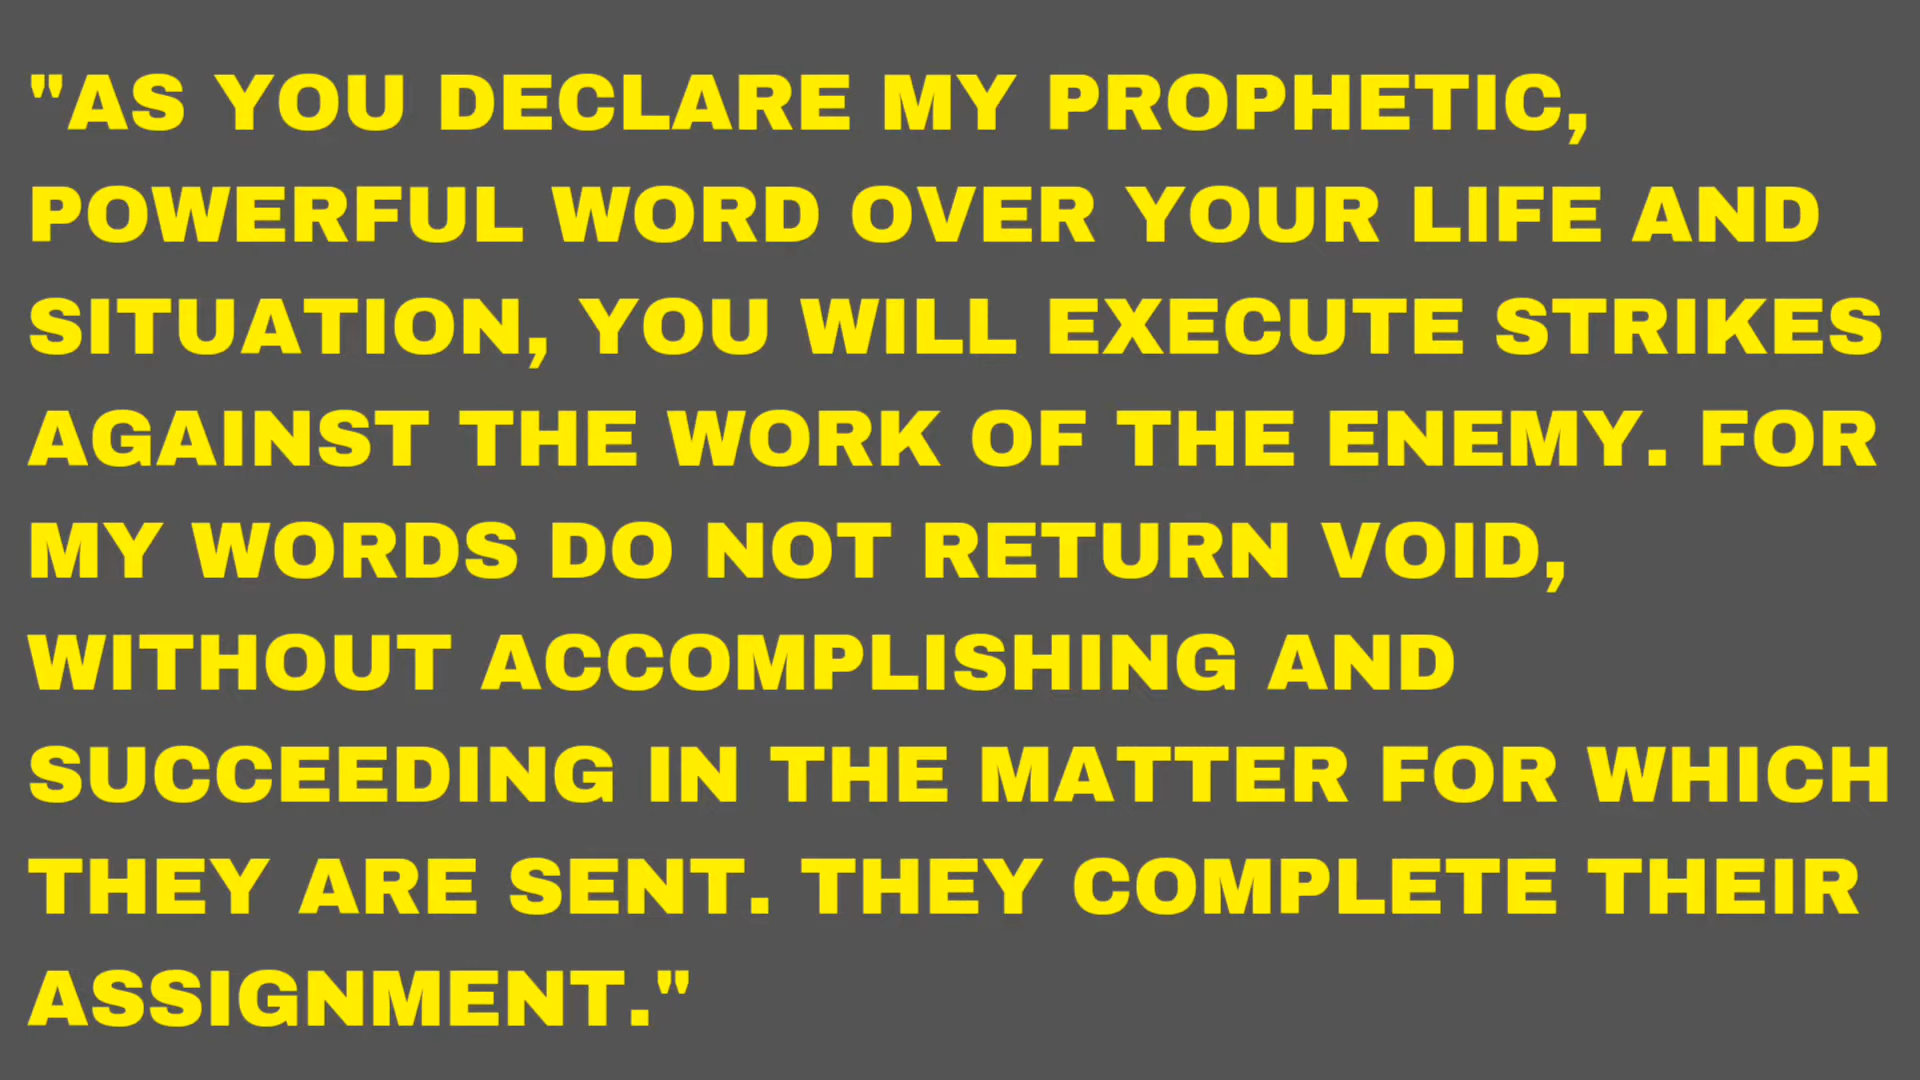 "AS YOU DECLARE MY PROPHETIC,
POWERFUL WORD OVER YOUR LIFE AND
SITUATION, YOU WILL EXECUTE STRIKES
AGAINST THE WORK OF THE ENEMY. FOR
MY WORDS DO NOT RETURN VOID,
WITHOUT ACCOMPLISHING AND
SUCCEEDING IN THE MATTER FOR WHICH
THEY ARE SENT. THEY COMPLETE THEIR
ASSIGNMENT."